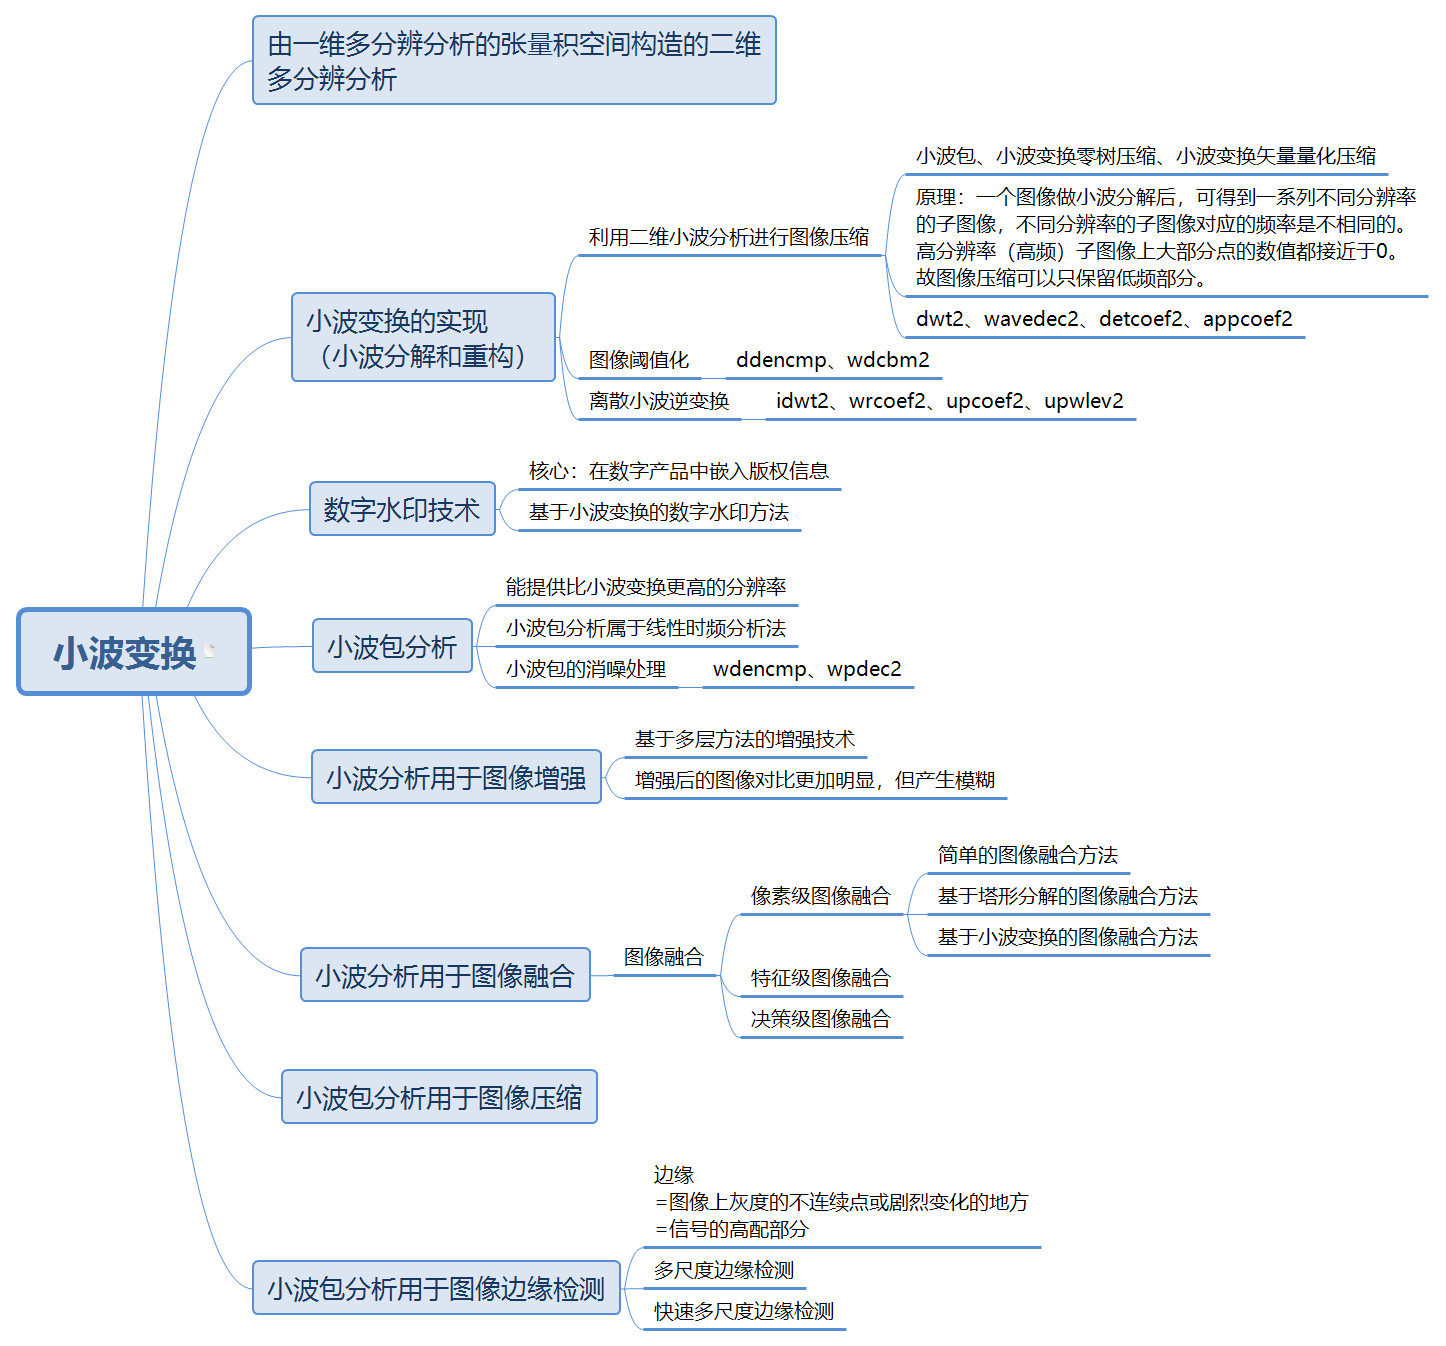 由一维多分辨分析的张量积空间构造的二维
多分辨分析
小波包、小波变换零树压缩、小波变换矢量量化压缩
原理：一个图像做小波分解后，可得到一系列不同分辨率
的子图像，不同分辨率的子图像对应的频率是不相同的。
高分辨率（高频）子图像上大部分点的数值都接近于0。
故图像压缩可以只保留低频部分。
利用二维小波分析进行图像压缩
dwt2、wavedec2、detcoef2、appcoef2
小波变换的实现
（小波分解和重构）
图像阈值化
ddencmp、wdcbm2
离散小波逆变换
idwt2、wrcoef2、upcoef2、upwlev2
数字水印技术
核心：在数字产品中嵌入版权信息
基于小波变换的数字水印方法
小波变换
小波包分析
能提供比小波变换更高的分辨率
小波包分析属于线性时频分析法
小波包的消噪处理
wdencmp、wpdec2
小波分析用于图像增强
基于多层方法的增强技术
增强后的图像对比更加明显，但产生模糊
小波分析用于图像融合
图像融合
像素级图像融合
简单的图像融合方法
基于塔形分解的图像融合方法
基于小波变换的图像融合方法
特征级图像融合
决策级图像融合
小波包分析用于图像压缩
小波包分析用于图像边缘检测
边缘
=图像上灰度的不连续点或剧烈变化的地方
=信号的高配部分
多尺度边缘检测
快速多尺度边缘检测